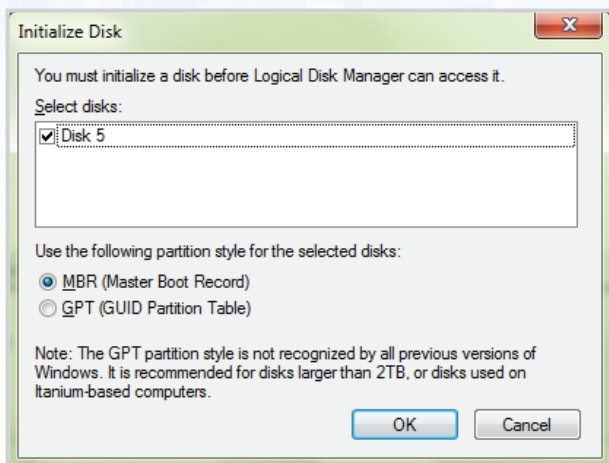 Initialize Disk
You must initialize a disk before Logical Disk Manager can access it.
Select disks:
Disk 5
Use the following partition style for the selected disks:
MBR (Master Boot Record)
GPT (GUID Partition Table)
Note: The GPT partition style is not recognized by all previous versions of
Windows. It is recommended for disks larger than 2TB, or disks used on
Itanium-based computers.
OK Cancel